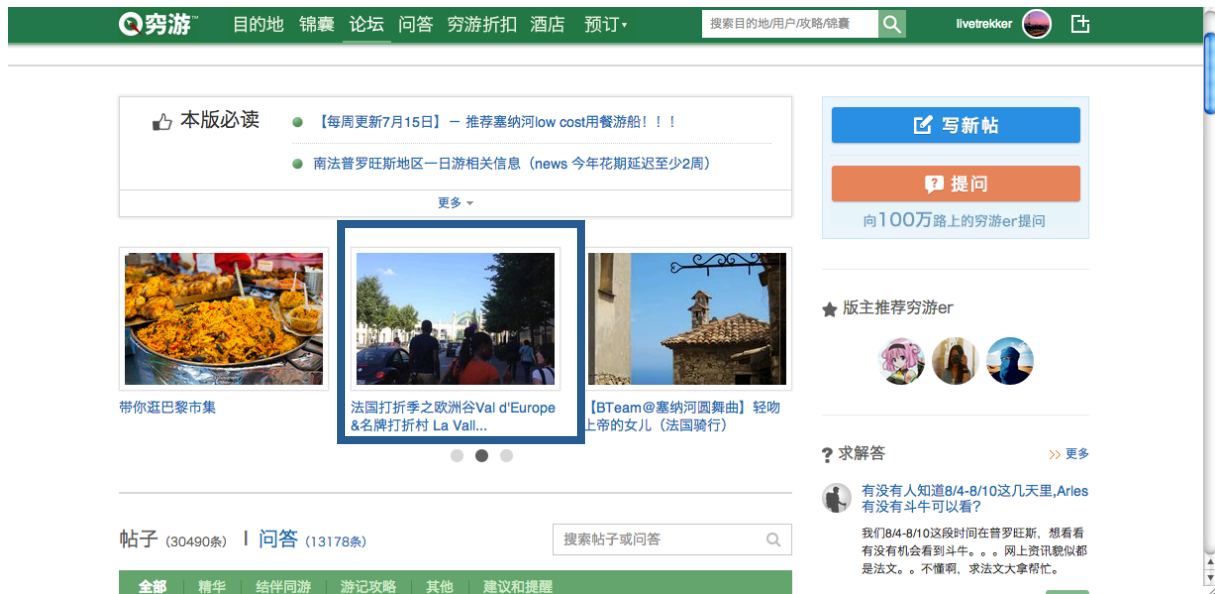 穷游™
目的地 锦囊 论坛 问答 穷游折扣 酒店 预订
搜索目的地/用户/攻略/锦囊
livetrekker
本版必读
【每周更新7月15日】－ 推荐塞纳河low cost用餐游船！！！
南法普罗旺斯地区一日游相关信息（news 今年花期延迟至少2周）
更多
写新帖
提问
向100万路上的穷游er提问
带你逛巴黎市集
法国打折季之欧洲谷Val d'Europe
&名牌打折村 La Vall...
【BTeam@塞纳河圆舞曲】轻吻
上帝的女儿（法国骑行）
版主推荐穷游er
求解答
>> 更多
有没有人知道8/4-8/10这几天里,Arles
有没有斗牛可以看?
我们8/4-8/10这段时间在普罗旺斯，想看看
有没有机会看到斗牛。。。网上资讯貌似都
是法文。。不懂啊，求法文大拿帮忙。
帖子 (30490条) | 问答 (13178条)
搜索帖子或问答
全部 | 精华 | 结伴同游 | 游记攻略 | 其他 | 建议和提醒